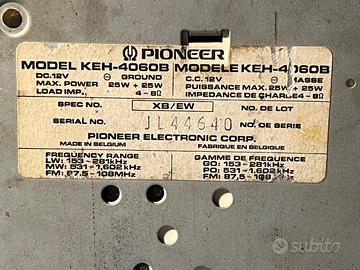 PIONEER
MODEL KEH-4060B MODELE KEH-4060B
DC.12V ⊖ GROUND C.C. 12V ⊖ MASSE
MAX. POWER 25W + 25W PUISSANCE MAX. 25W + 25W
LOAD IMP., 4-8Ω IMPEDANCE DE CHARGE 4-8Ω
SPEC NO. XB/EW NO. DE LOT
SERIAL NO. JL44640 NO. DE SERIE
PIONEER ELECTRONIC CORP.
MADE IN BELGIUM FABRIQUE EN BELGIQUE
FREQUENCY RANGE GAMME DE FREQUENCE
LW: 153-281kHz GO: 153-281kHz
MW: 531-1,602kHz PO: 531-1,602kHz
FM: 87.5-108MHz FM: 87,5-108
subito